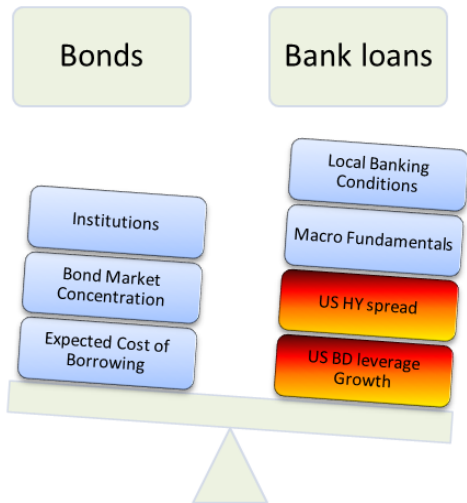 Bonds
Bank loans
Institutions
Bond Market
Concentration
Expected Cost of
Borrowing
Local Banking
Conditions
Macro Fundamentals
US HY spread
US BD leverage
Growth